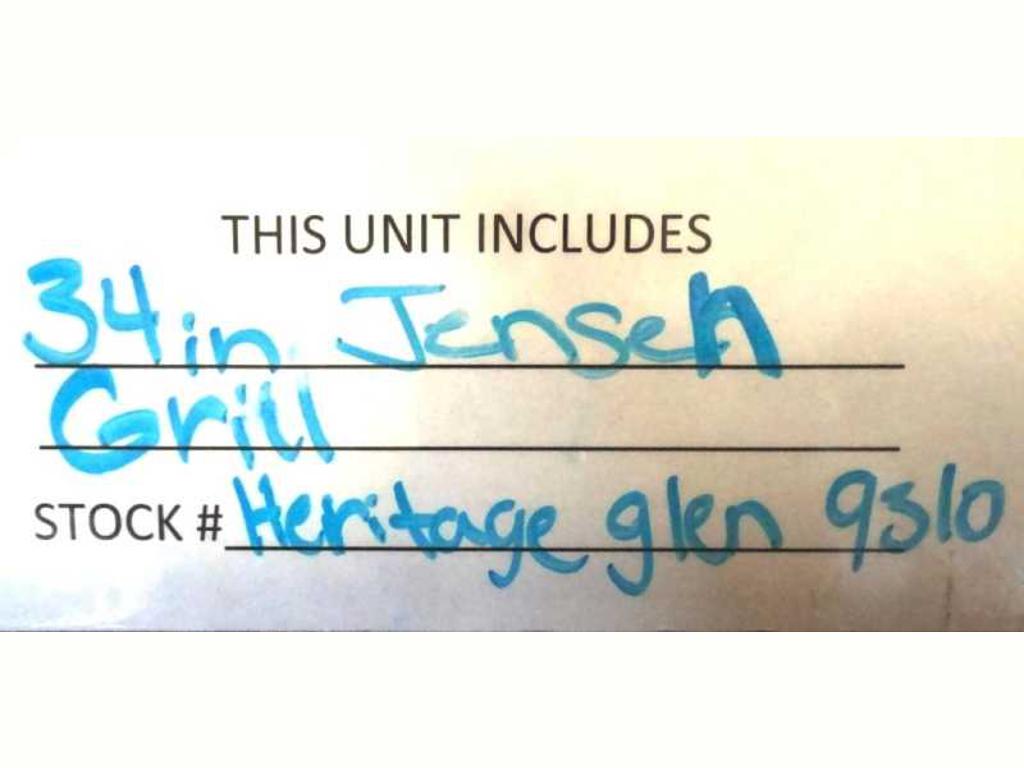 THIS UNIT INCLUDES
34 in. Jensen
Grill
STOCK # Heritage glen 9310